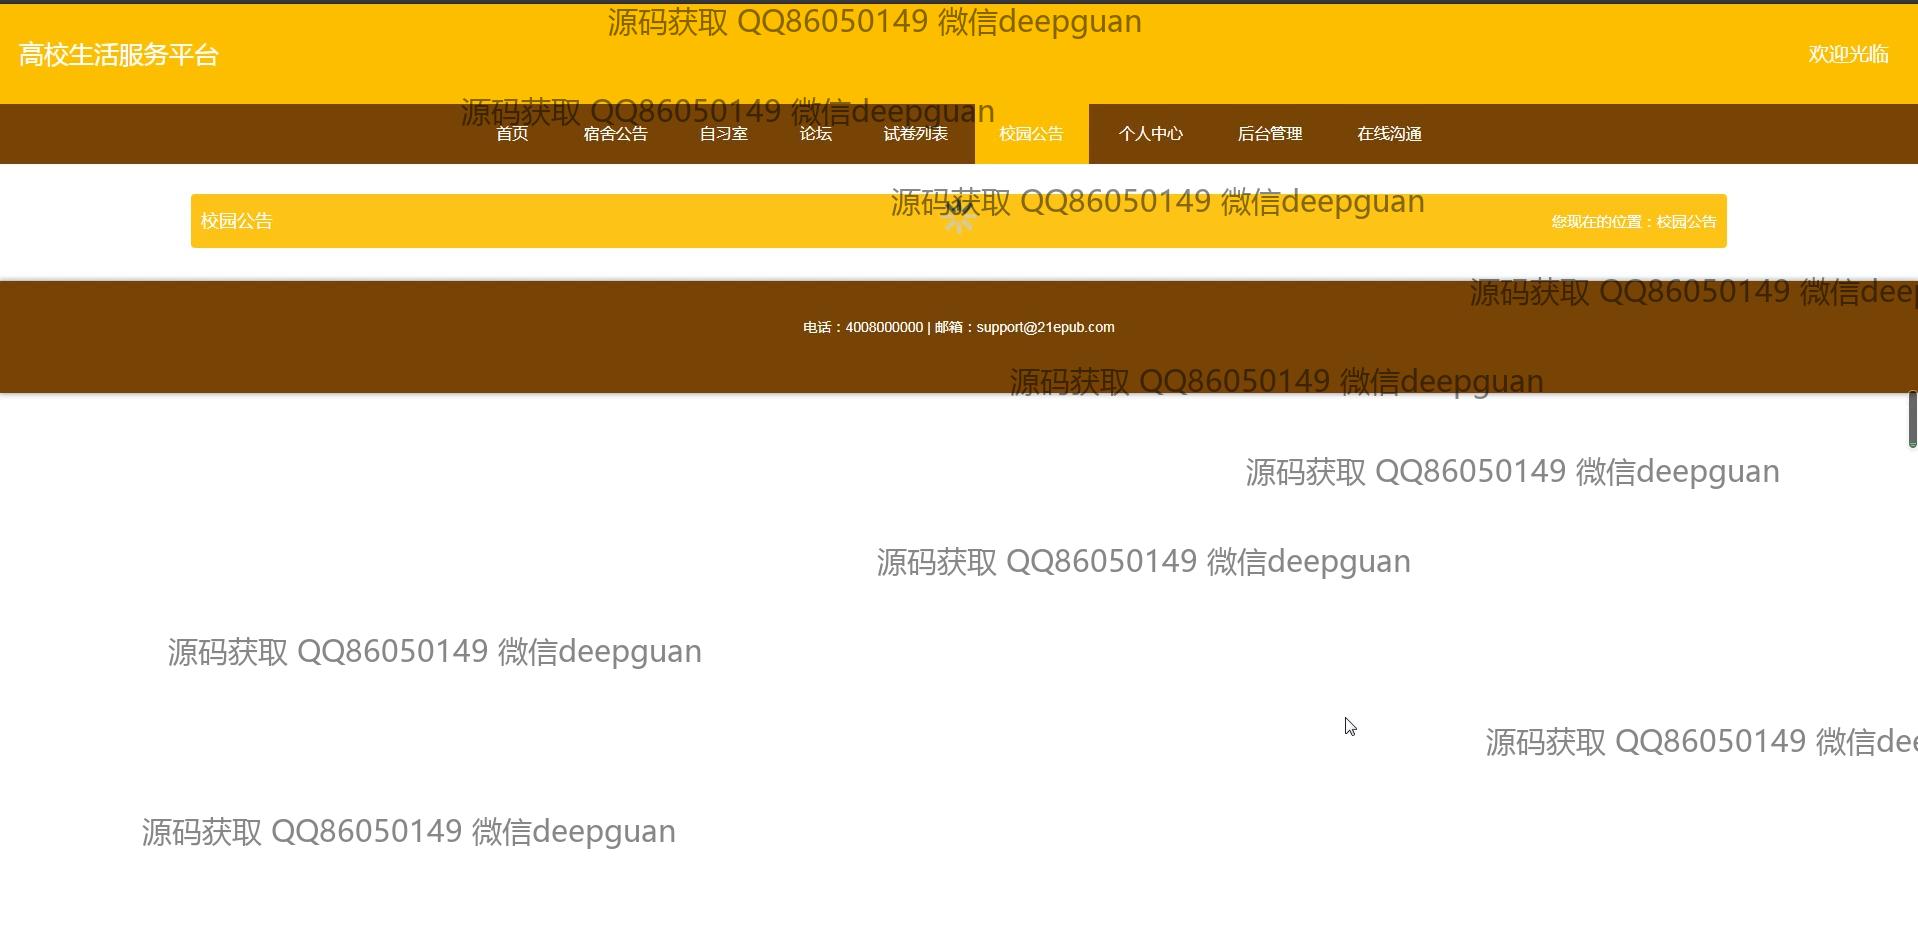 源码获取 QQ86050149 微信deepguan
高校生活服务平台
欢迎光临
源码获取 QQ86050149 微信deepguan
首页 宿舍公告 自习室 论坛 试卷列表 校园公告 个人中心 后台管理 在线沟通
源码获取 QQ86050149 微信deepguan
校园公告
您现在的位置：校园公告
源码获取 QQ86050149 微信deep
电话：4008000000 | 邮箱：support@21epub.com
源码获取 QQ86050149 微信deepguan
源码获取 QQ86050149 微信deepguan
源码获取 QQ86050149 微信deepguan
源码获取 QQ86050149 微信deepguan
源码获取 QQ86050149 微信dee
源码获取 QQ86050149 微信deepguan